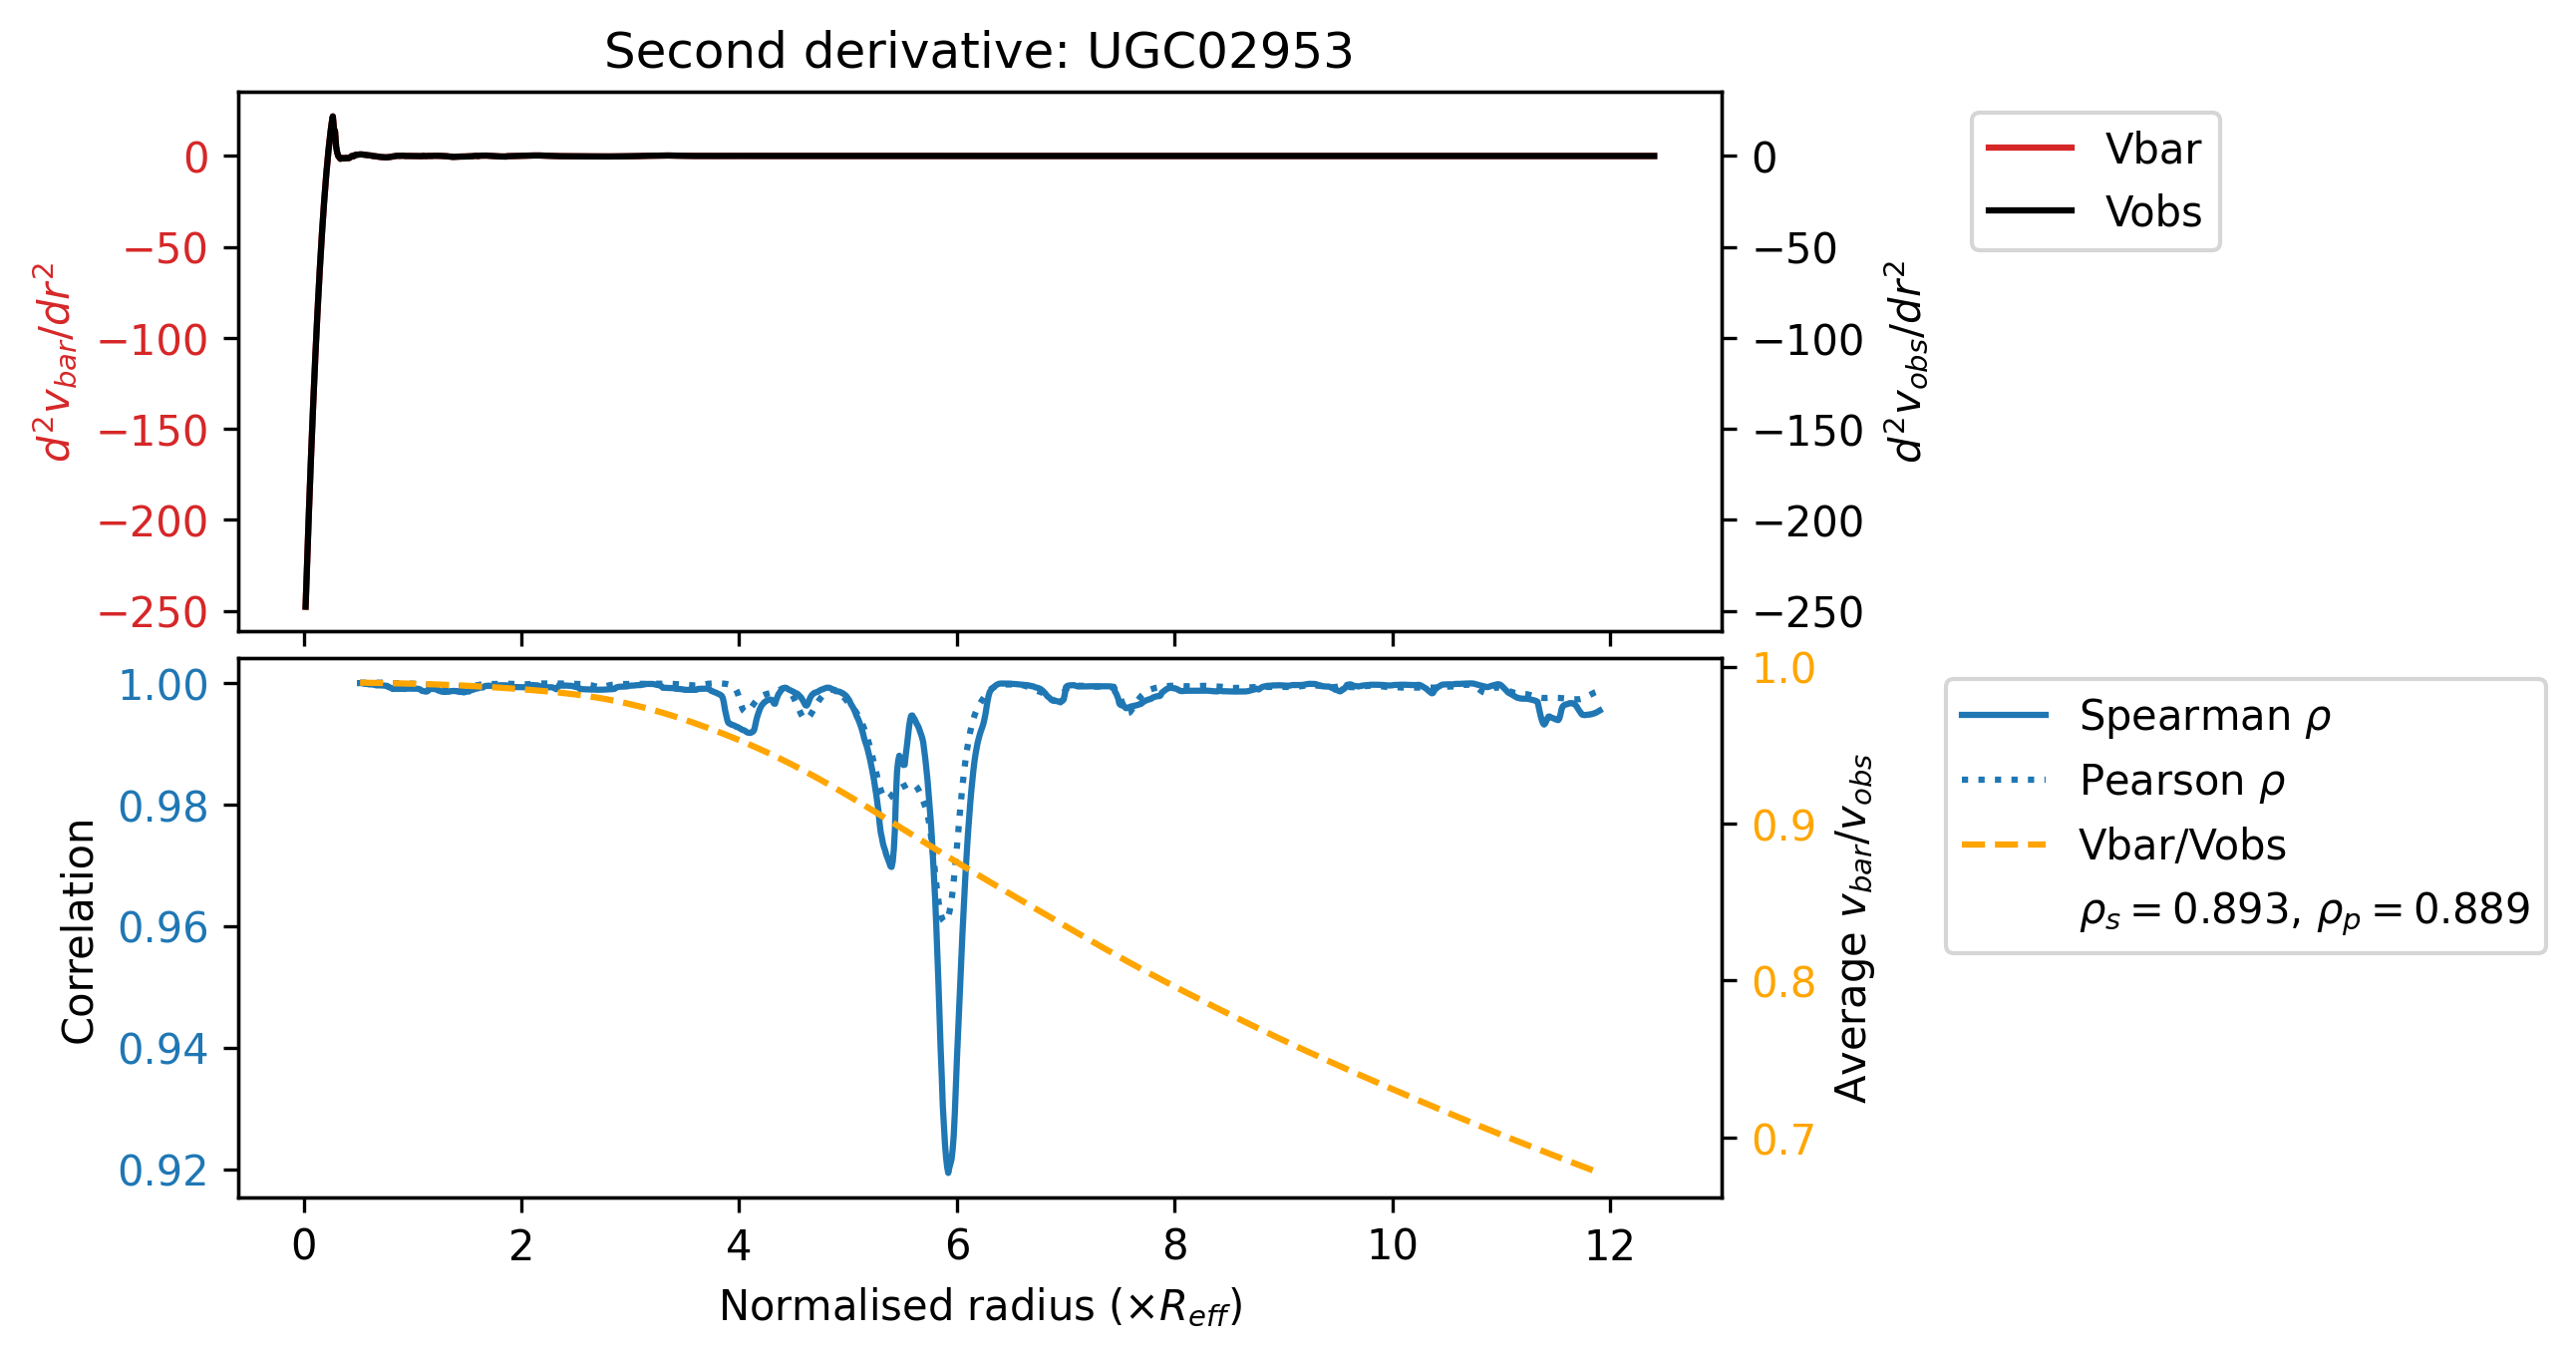 Second derivative: UGC02953
0
−50
−100
−150
−200
−250
d²v_bar/dr²
0
−50
−100
−150
−200
−250
d²v_obs/dr²
Vbar
Vobs
1.00
0.98
0.96
0.94
0.92
Correlation
1.0
0.9
0.8
0.7
Average v_bar/v_obs
Spearman ρ
Pearson ρ
Vbar/Vobs
ρ_s = 0.893, ρ_p = 0.889
0 2 4 6 8 10 12
Normalised radius (×R_eff)